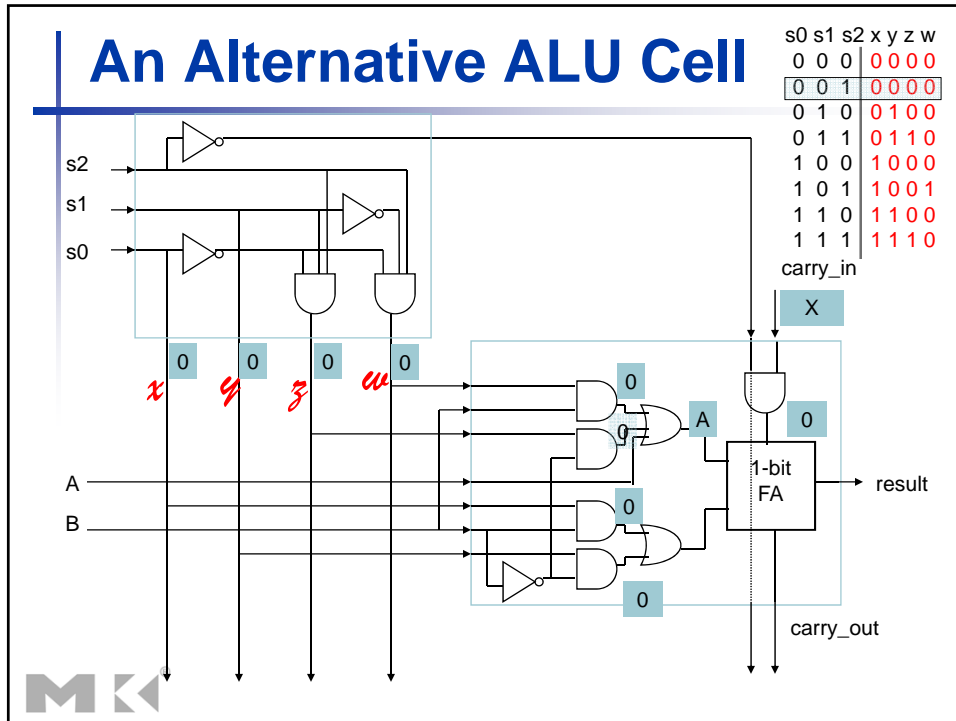 An Alternative ALU Cell
s0 s1 s2 x y z w
0 0 0 0 0 0 0
0 0 1 0 0 0 0
0 1 0 0 1 0 0
0 1 1 0 1 1 0
1 0 0 1 0 0 0
1 0 1 1 0 0 1
1 1 0 1 1 0 0
1 1 1 1 1 1 0
s2
s1
s0
carry_in
X
0 0 0 0
x y z w
0
0 A 0
A
B
1-bit
FA
result
0
0
carry_out
MK®